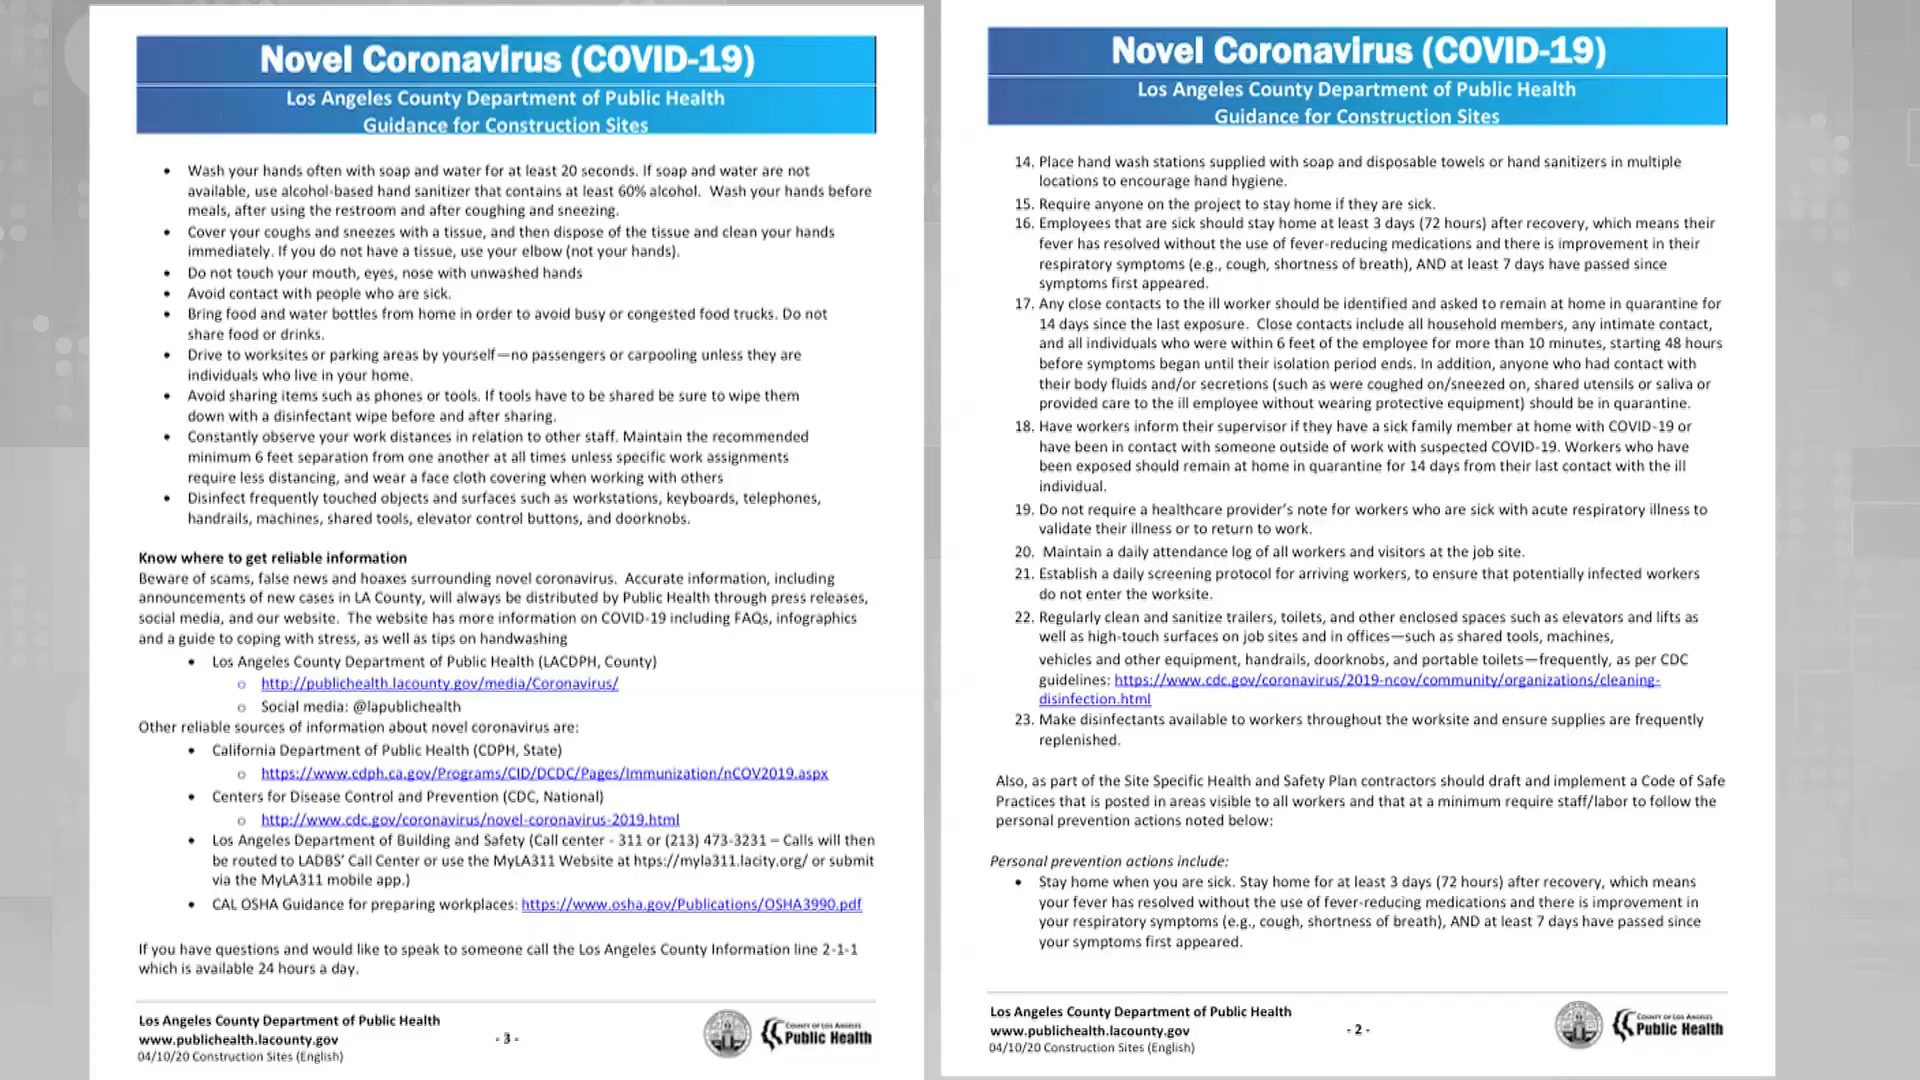 Novel Coronavirus (COVID-19)
Los Angeles County Department of Public Health
Guidance for Construction Sites
• Wash your hands often with soap and water for at least 20 seconds. If soap and water are not
available, use alcohol-based hand sanitizer that contains at least 60% alcohol.  Wash your hands before
meals, after using the restroom and after coughing and sneezing.
• Cover your coughs and sneezes with a tissue, and then dispose of the tissue and clean your hands
immediately. If you do not have a tissue, use your elbow (not your hands).
• Do not touch your mouth, eyes, nose with unwashed hands
• Avoid contact with people who are sick.
• Bring food and water bottles from home in order to avoid busy or congested food trucks. Do not
share food or drinks.
• Drive to worksites or parking areas by yourself—no passengers or carpooling unless they are
individuals who live in your home.
• Avoid sharing items such as phones or tools. If tools have to be shared be sure to wipe them
down with a disinfectant wipe before and after sharing.
• Constantly observe your work distances in relation to other staff. Maintain the recommended
minimum 6 feet separation from one another at all times unless specific work assignments
require less distancing, and wear a face cloth covering when working with others
• Disinfect frequently touched objects and surfaces such as workstations, keyboards, telephones,
handrails, machines, shared tools, elevator control buttons, and doorknobs.
Know where to get reliable information
Beware of scams, false news and hoaxes surrounding novel coronavirus.  Accurate information, including
announcements of new cases in LA County, will always be distributed by Public Health through press releases,
social media, and our website.  The website has more information on COVID-19 including FAQs, infographics
and a guide to coping with stress, as well as tips on handwashing
• Los Angeles County Department of Public Health (LACDPH, County)
o http://publichealth.lacounty.gov/media/Coronavirus/
o Social media: @lapublichealth
Other reliable sources of information about novel coronavirus are:
• California Department of Public Health (CDPH, State)
o https://www.cdph.ca.gov/Programs/CID/DCDC/Pages/Immunization/nCOV2019.aspx
• Centers for Disease Control and Prevention (CDC, National)
o http://www.cdc.gov/coronavirus/novel-coronavirus-2019.html
• Los Angeles Department of Building and Safety (Call center - 311 or (213) 473-3231 – Calls will then
be routed to LADBS' Call Center or use the MyLA311 Website at htps://myla311.lacity.org/ or submit
via the MyLA311 mobile app.)
• CAL OSHA Guidance for preparing workplaces: https://www.osha.gov/Publications/OSHA3990.pdf
If you have questions and would like to speak to someone call the Los Angeles County Information line 2-1-1
which is available 24 hours a day.
Los Angeles County Department of Public Health
www.publichealth.lacounty.gov
04/10/20 Construction Sites (English)
- 3 -
COUNTY OF LOS ANGELES
Public Health
Novel Coronavirus (COVID-19)
Los Angeles County Department of Public Health
Guidance for Construction Sites
14. Place hand wash stations supplied with soap and disposable towels or hand sanitizers in multiple
locations to encourage hand hygiene.
15. Require anyone on the project to stay home if they are sick.
16. Employees that are sick should stay home at least 3 days (72 hours) after recovery, which means their
fever has resolved without the use of fever-reducing medications and there is improvement in their
respiratory symptoms (e.g., cough, shortness of breath), AND at least 7 days have passed since
symptoms first appeared.
17. Any close contacts to the ill worker should be identified and asked to remain at home in quarantine for
14 days since the last exposure.  Close contacts include all household members, any intimate contact,
and all individuals who were within 6 feet of the employee for more than 10 minutes, starting 48 hours
before symptoms began until their isolation period ends. In addition, anyone who had contact with
their body fluids and/or secretions (such as were coughed on/sneezed on, shared utensils or saliva or
provided care to the ill employee without wearing protective equipment) should be in quarantine.
18. Have workers inform their supervisor if they have a sick family member at home with COVID-19 or
have been in contact with someone outside of work with suspected COVID-19. Workers who have
been exposed should remain at home in quarantine for 14 days from their last contact with the ill
individual.
19. Do not require a healthcare provider's note for workers who are sick with acute respiratory illness to
validate their illness or to return to work.
20.  Maintain a daily attendance log of all workers and visitors at the job site.
21. Establish a daily screening protocol for arriving workers, to ensure that potentially infected workers
do not enter the worksite.
22. Regularly clean and sanitize trailers, toilets, and other enclosed spaces such as elevators and lifts as
well as high-touch surfaces on job sites and in offices—such as shared tools, machines,
vehicles and other equipment, handrails, doorknobs, and portable toilets—frequently, as per CDC
guidelines: https://www.cdc.gov/coronavirus/2019-ncov/community/organizations/cleaning-
disinfection.html
23. Make disinfectants available to workers throughout the worksite and ensure supplies are frequently
replenished.
Also, as part of the Site Specific Health and Safety Plan contractors should draft and implement a Code of Safe
Practices that is posted in areas visible to all workers and that at a minimum require staff/labor to follow the
personal prevention actions noted below:
Personal prevention actions include:
• Stay home when you are sick. Stay home for at least 3 days (72 hours) after recovery, which means
your fever has resolved without the use of fever-reducing medications and there is improvement in
your respiratory symptoms (e.g., cough, shortness of breath), AND at least 7 days have passed since
your symptoms first appeared.
Los Angeles County Department of Public Health
www.publichealth.lacounty.gov
04/10/20 Construction Sites (English)
- 2 -
COUNTY OF LOS ANGELES
Public Health